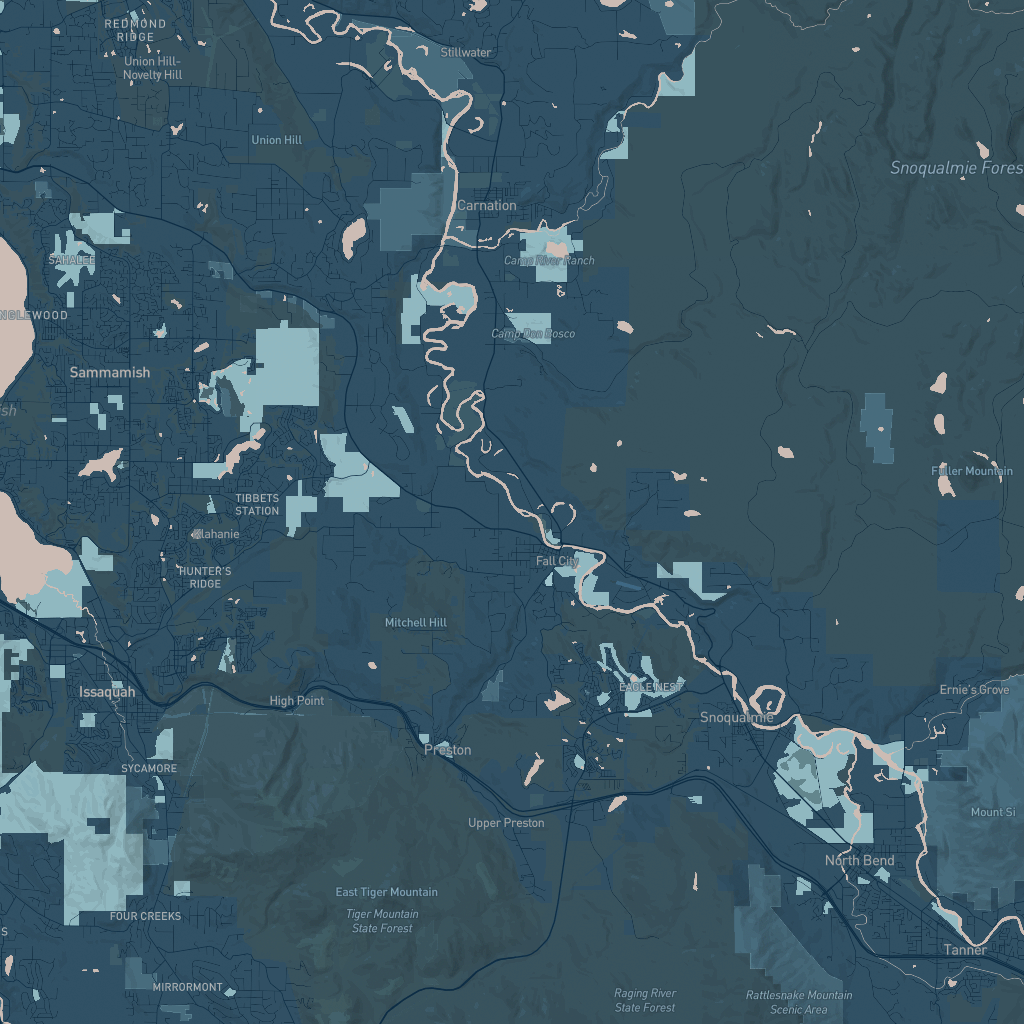 REDMOND
RIDGE
Stillwater
Union Hill-
Novelty Hill
Union Hill
Snoqualmie Fores
Carnation
SAHALEE
Camp River Ranch
NGLEWOOD
Camp Don Bosco
Sammamish
ish
Fuller Mountain
TIBBETS
STATION
Klahanie
Fall City
HUNTER'S
RIDGE
Mitchell Hill
EAGLE NEST
Issaquah
High Point
Ernie's Grove
Snoqualmie
Preston
SYCAMORE
Mount Si
Upper Preston
North Bend
East Tiger Mountain
FOUR CREEKS
Tiger Mountain
State Forest
s
Tanner
MIRRORMONT
Raging River
State Forest
Rattlesnake Mountain
Scenic Area